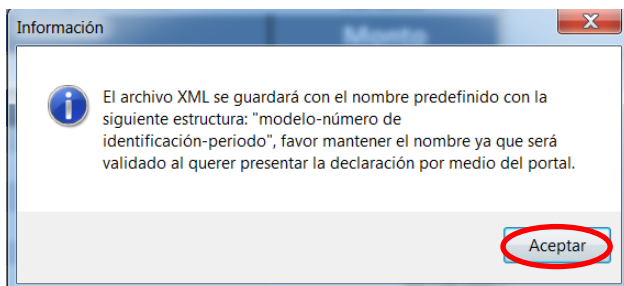 Información
Monto
El archivo XML se guardará con el nombre predefinido con la
siguiente estructura: "modelo-número de
identificación-periodo", favor mantener el nombre ya que será
validado al querer presentar la declaración por medio del portal.
Aceptar